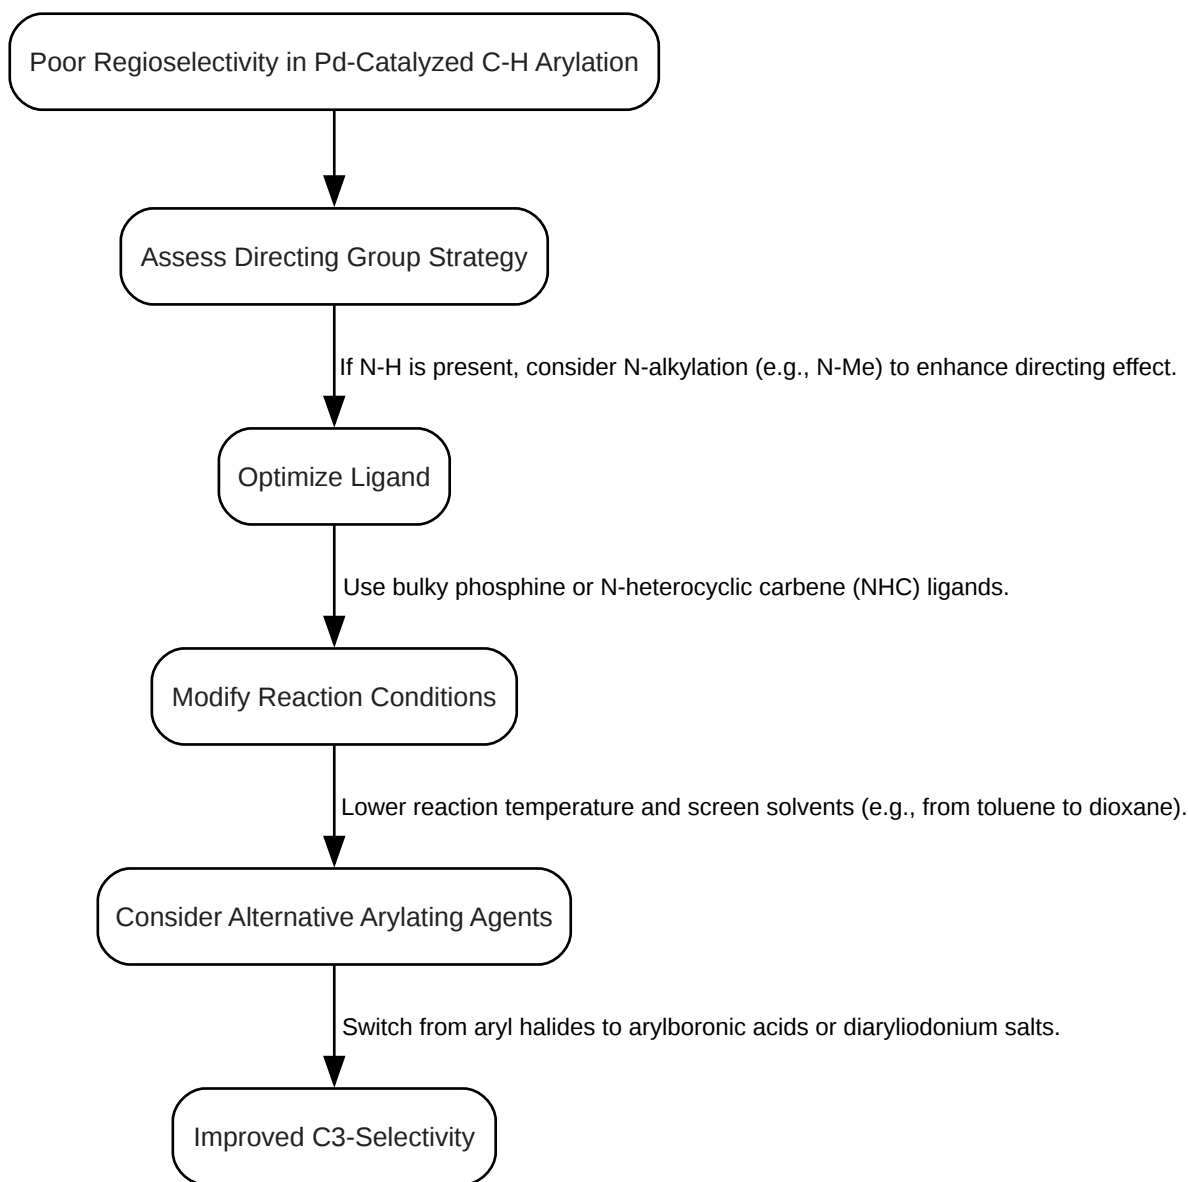 Poor Regioselectivity in Pd-Catalyzed C-H Arylation
Assess Directing Group Strategy
If N-H is present, consider N-alkylation (e.g., N-Me) to enhance directing effect.
Optimize Ligand
Use bulky phosphine or N-heterocyclic carbene (NHC) ligands.
Modify Reaction Conditions
Lower reaction temperature and screen solvents (e.g., from toluene to dioxane).
Consider Alternative Arylating Agents
Switch from aryl halides to arylboronic acids or diaryliodonium salts.
Improved C3-Selectivity